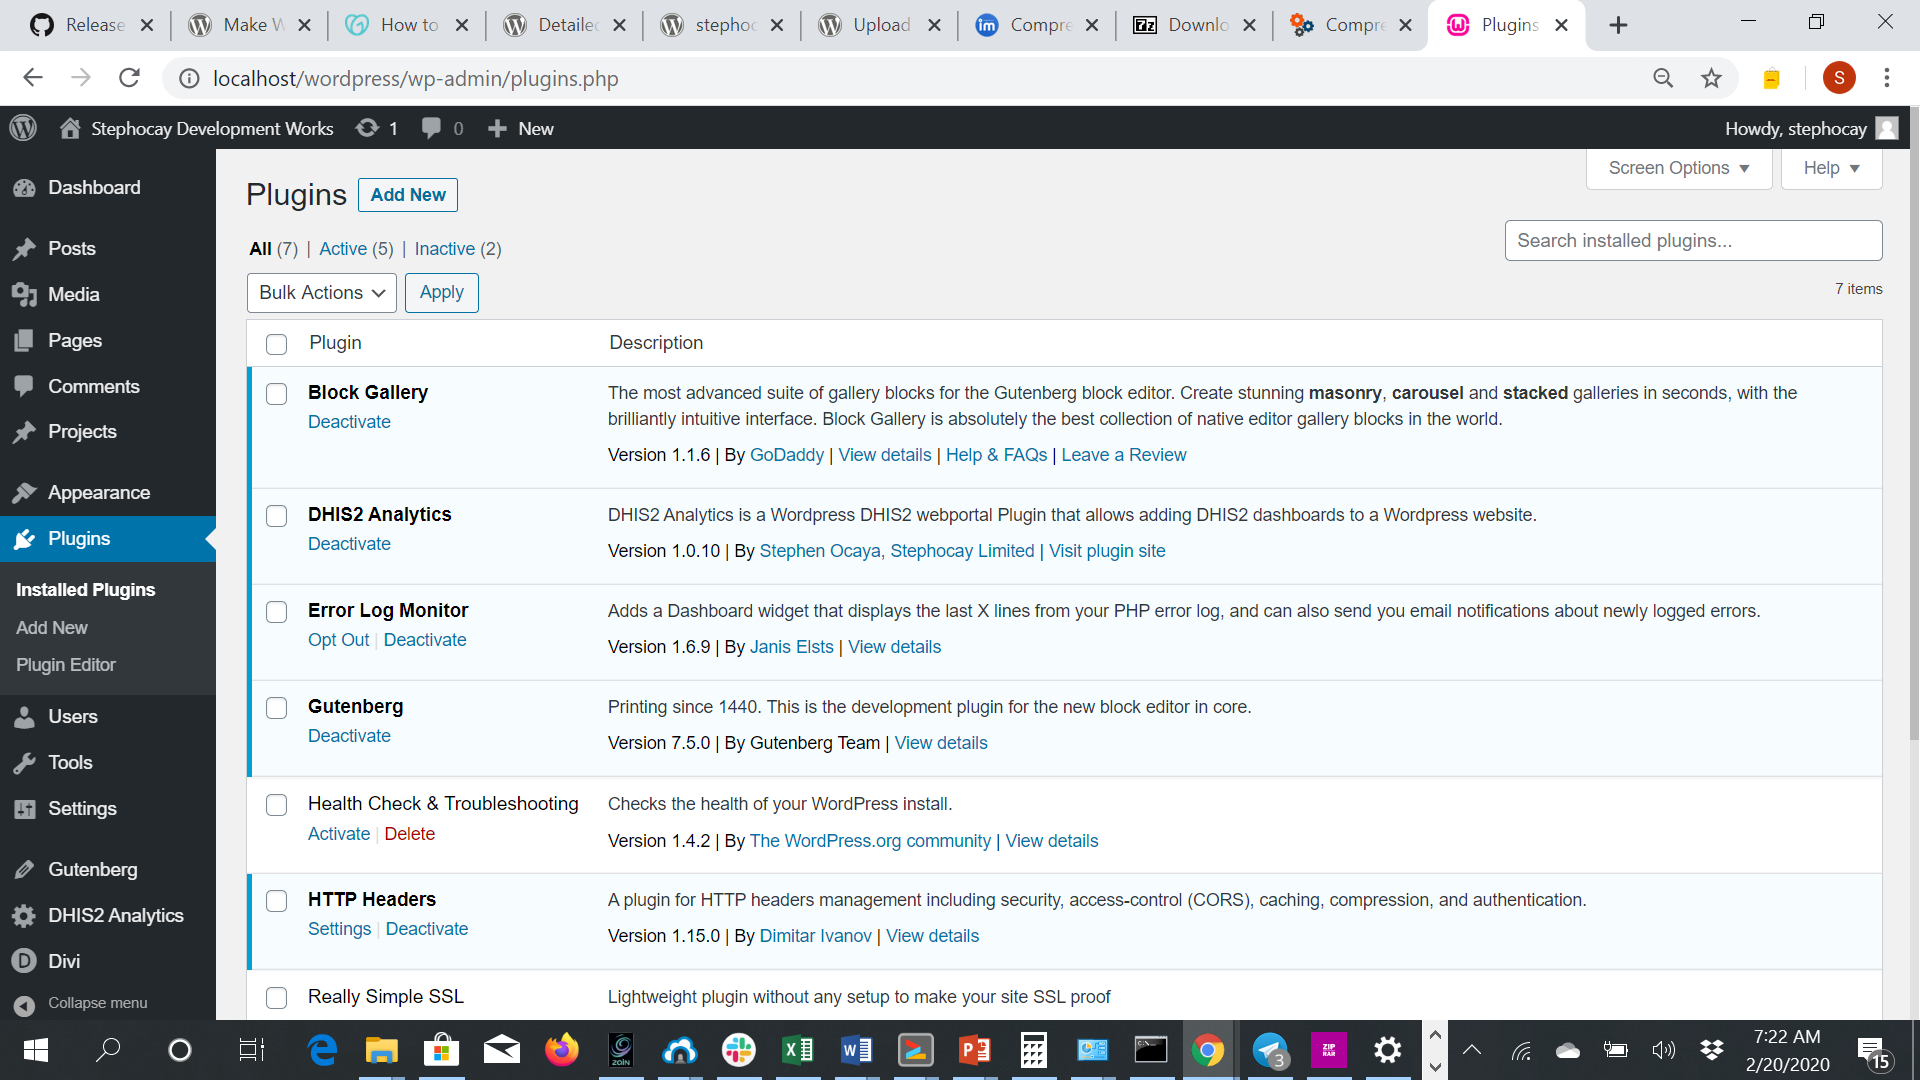 Release
Make W
How to
Detailed
stephoc
Upload
Compre
Downlo
Compre
Plugins
localhost/wordpress/wp-admin/plugins.php
S
Stephocay Development Works
1
0
New
Howdy, stephocay
Screen Options
Help
Dashboard
Posts
Media
Pages
Comments
Projects
Appearance
Plugins
Installed Plugins
Add New
Plugin Editor
Users
Tools
Settings
Gutenberg
DHIS2 Analytics
Divi
Collapse menu
Plugins
Add New
All (7) | Active (5) | Inactive (2)
Search installed plugins...
Bulk Actions
Apply
7 items
Plugin
Description
Block Gallery
Deactivate
The most advanced suite of gallery blocks for the Gutenberg block editor. Create stunning masonry, carousel and stacked galleries in seconds, with the
brilliantly intuitive interface. Block Gallery is absolutely the best collection of native editor gallery blocks in the world.
Version 1.1.6 | By GoDaddy | View details | Help & FAQs | Leave a Review
DHIS2 Analytics
Deactivate
DHIS2 Analytics is a Wordpress DHIS2 webportal Plugin that allows adding DHIS2 dashboards to a Wordpress website.
Version 1.0.10 | By Stephen Ocaya, Stephocay Limited | Visit plugin site
Error Log Monitor
Opt Out | Deactivate
Adds a Dashboard widget that displays the last X lines from your PHP error log, and can also send you email notifications about newly logged errors.
Version 1.6.9 | By Janis Elsts | View details
Gutenberg
Deactivate
Printing since 1440. This is the development plugin for the new block editor in core.
Version 7.5.0 | By Gutenberg Team | View details
Health Check & Troubleshooting
Activate | Delete
Checks the health of your WordPress install.
Version 1.4.2 | By The WordPress.org community | View details
HTTP Headers
Settings | Deactivate
A plugin for HTTP headers management including security, access-control (CORS), caching, compression, and authentication.
Version 1.15.0 | By Dimitar Ivanov | View details
Really Simple SSL
Lightweight plugin without any setup to make your site SSL proof
ZOIN
3
ZIP
RAR
7:22 AM
2/20/2020
15